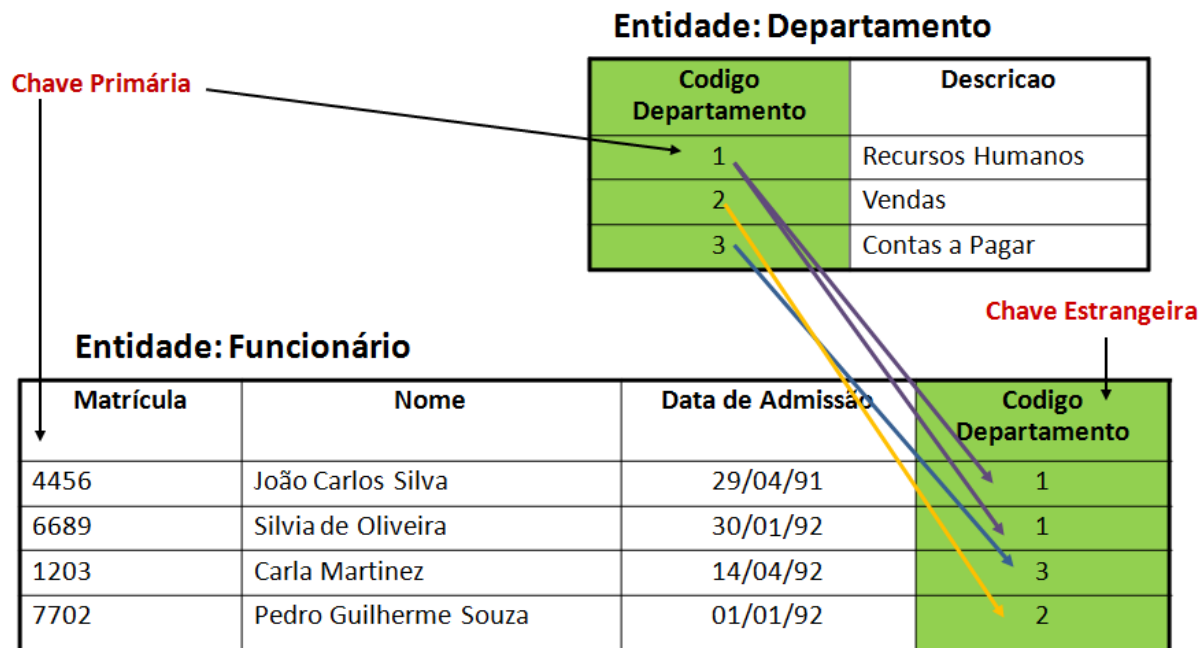 Entidade: Departamento
Chave Primária
Codigo Departamento Descricao
1 Recursos Humanos
2 Vendas
3 Contas a Pagar
Chave Estrangeira
Entidade: Funcionário
Matrícula Nome Data de Admissão Codigo Departamento
4456 João Carlos Silva 29/04/91 1
6689 Silvia de Oliveira 30/01/92 1
1203 Carla Martinez 14/04/92 3
7702 Pedro Guilherme Souza 01/01/92 2